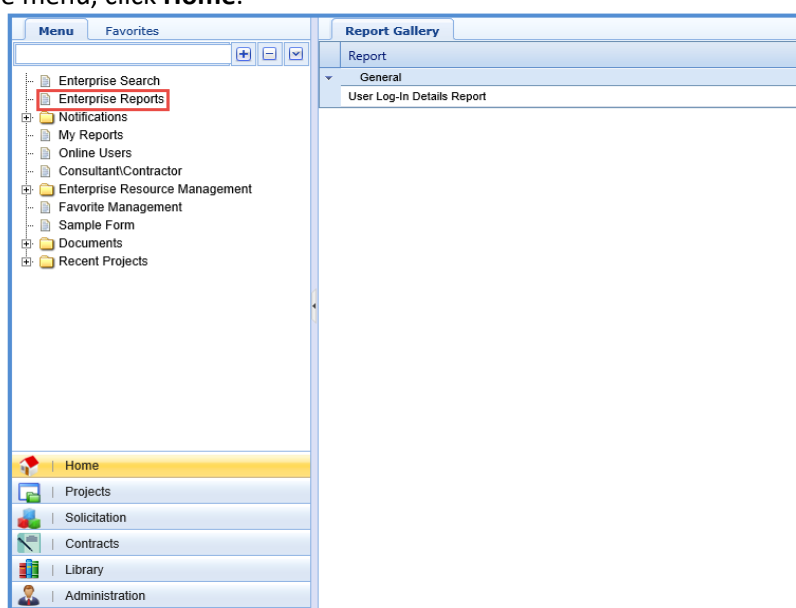 e menu, click Home.
Menu Favorites
Enterprise Search
Enterprise Reports
Notifications
My Reports
Online Users
Consultant\Contractor
Enterprise Resource Management
Favorite Management
Sample Form
Documents
Recent Projects
Home
Projects
Solicitation
Contracts
Library
Administration
Report Gallery
Report
General
User Log-In Details Report